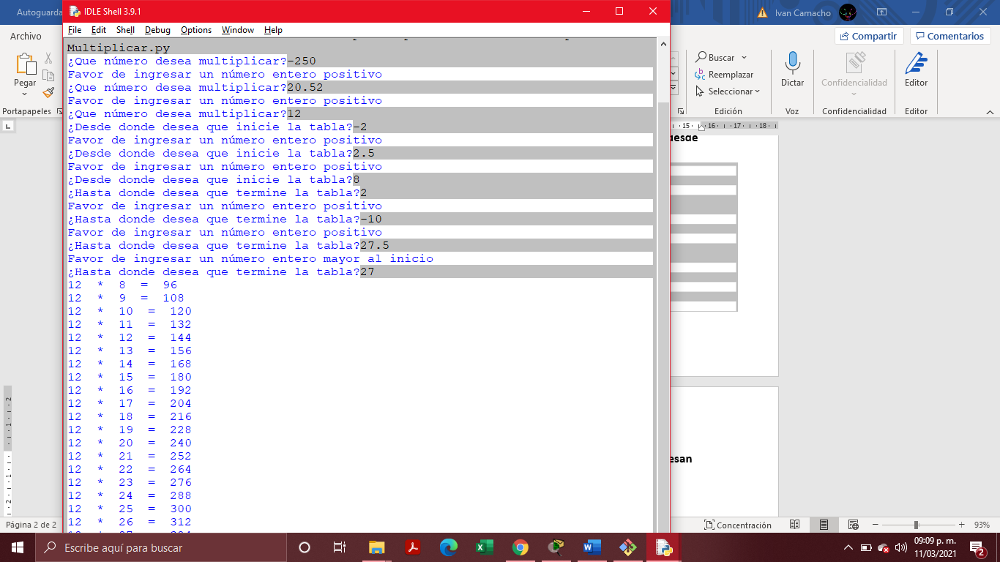 Autoguarda
IDLE Shell 3.9.1
Ivan Camacho
File Edit Shell Debug Options Window Help
Archivo
Compartir
Comentarios
Pegar
Portapapeles
Buscar
Reemplazar
Seleccionar
Edición
Dictar
Voz
Confidencialidad
Confidencialidad
Editor
Editor
15 16 17 18
Multiplicar.py
¿Que número desea multiplicar?-250
Favor de ingresar un número entero positivo
¿Que número desea multiplicar?20.52
Favor de ingresar un número entero positivo
¿Que número desea multiplicar?12
¿Desde donde desea que inicie la tabla?-2
Favor de ingresar un número entero positivo
¿Desde donde desea que inicie la tabla?2.5
Favor de ingresar un número entero positivo
¿Desde donde desea que inicie la tabla?8
¿Hasta donde desea que termine la tabla?2
Favor de ingresar un número entero positivo
¿Hasta donde desea que termine la tabla?-10
Favor de ingresar un número entero positivo
¿Hasta donde desea que termine la tabla?27.5
Favor de ingresar un número entero mayor al inicio
¿Hasta donde desea que termine la tabla?27
12 * 8 = 96
12 * 9 = 108
12 * 10 = 120
12 * 11 = 132
12 * 12 = 144
12 * 13 = 156
12 * 14 = 168
12 * 15 = 180
12 * 16 = 192
12 * 17 = 204
12 * 18 = 216
12 * 19 = 228
12 * 20 = 240
12 * 21 = 252
12 * 22 = 264
12 * 23 = 276
12 * 24 = 288
12 * 25 = 300
12 * 26 = 312
desde
esan
Página 2 de 2
Concentración
93%
Escribe aquí para buscar
09:09 p. m.
11/03/2021
2